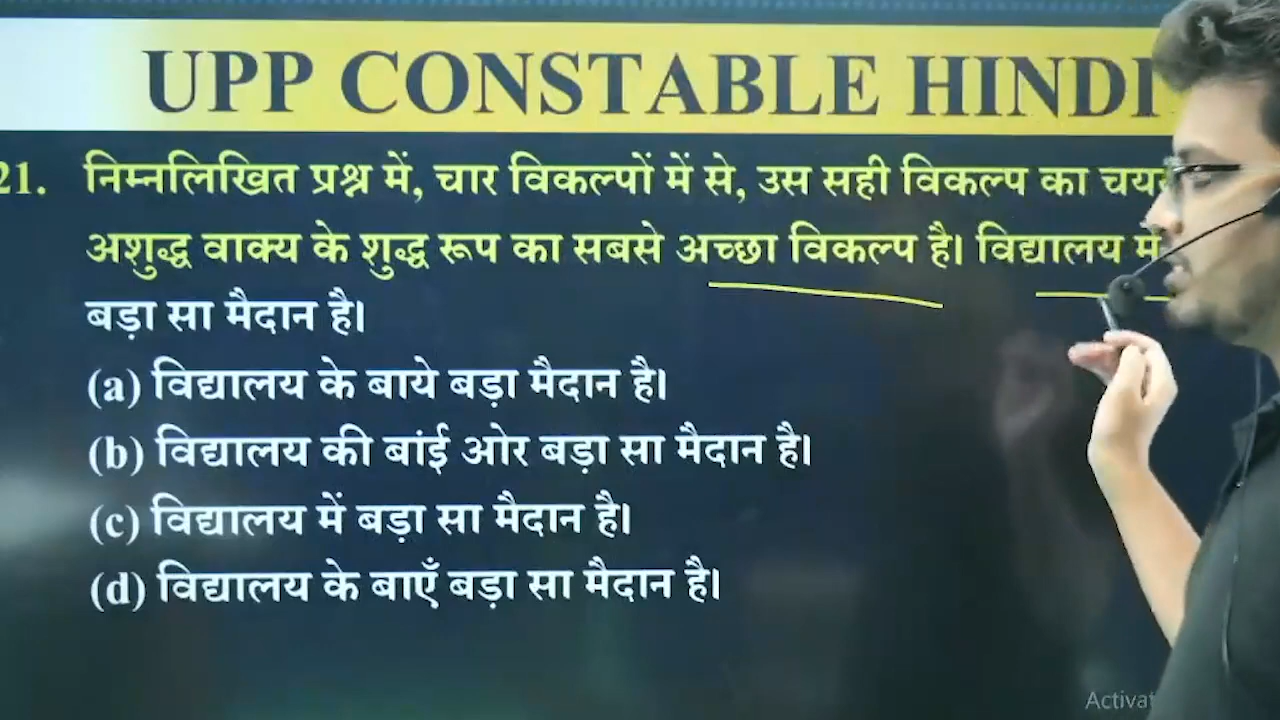 UPP CONSTABLE HINDI
21. निम्नलिखित प्रश्न में, चार विकल्पों में से, उस सही विकल्प का
अशुद्ध वाक्य के शुद्ध रूप का सबसे अच्छा विकल्प है। विद्यालय
बड़ा सा मैदान है।
(a) विद्यालय के बाये बड़ा मैदान है।
(b) विद्यालय की बांई ओर बड़ा सा मैदान है।
(c) विद्यालय में बड़ा सा मैदान है।
(d) विद्यालय के बाएँ बड़ा सा मैदान है।